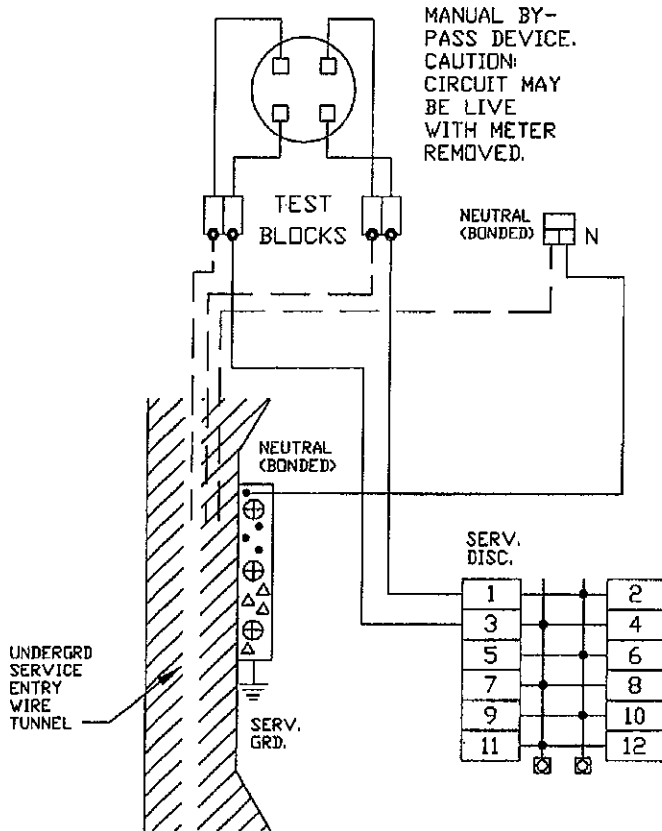 MANUAL BY-
PASS DEVICE.
CAUTION:
CIRCUIT MAY
BE LIVE
WITH METER
REMOVED.
TEST
BLOCKS
NEUTRAL
(BONDED)
N
NEUTRAL
(BONDED)
SERV.
DISC.
1 2
3 4
5 6
7 8
9 10
11 12
UNDERGRD
SERVICE
ENTRY
WIRE
TUNNEL
SERV.
GRD.